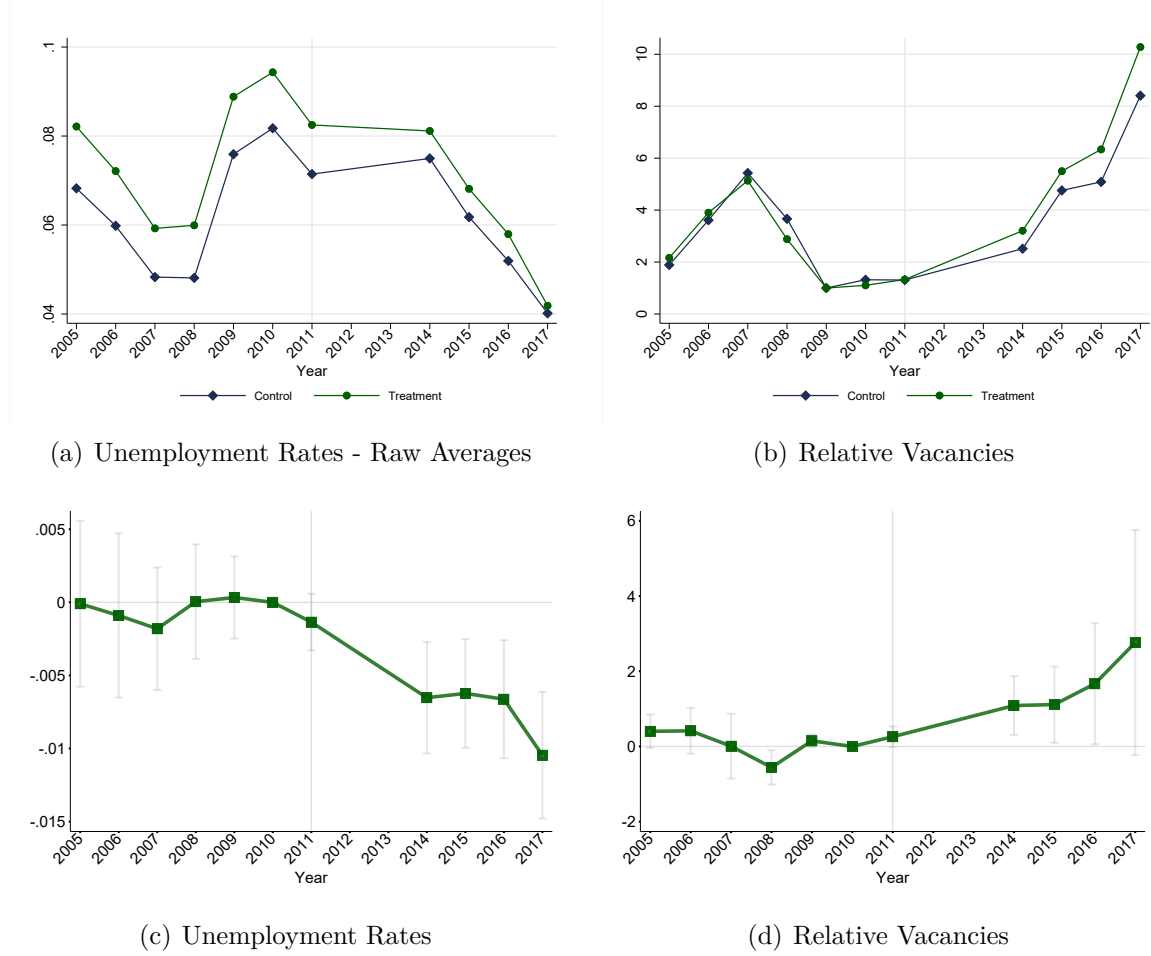 .1
.08
.06
.04
2005 2006 2007 2008 2009 2010 2011 2012 2013 2014 2015 2016 2017
Year
Control Treatment
(a) Unemployment Rates - Raw Averages
10
8
6
4
2
0
2005 2006 2007 2008 2009 2010 2011 2012 2013 2014 2015 2016 2017
Year
Control Treatment
(b) Relative Vacancies
.005
0
-.005
-.01
-.015
2005 2006 2007 2008 2009 2010 2011 2012 2013 2014 2015 2016 2017
Year
(c) Unemployment Rates
6
4
2
0
-2
2005 2006 2007 2008 2009 2010 2011 2012 2013 2014 2015 2016 2017
Year
(d) Relative Vacancies